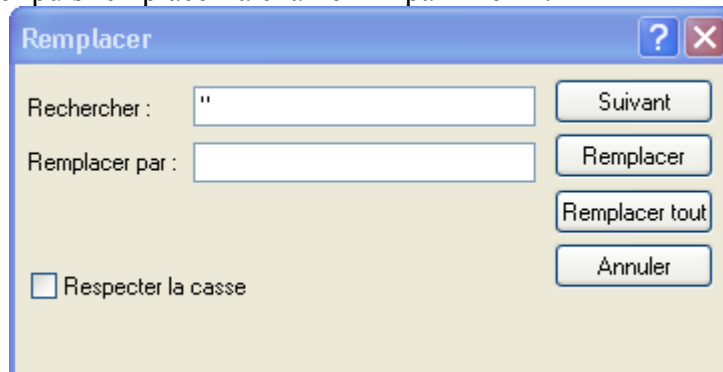 Remplacer
Rechercher : "
Suivant
Remplacer par :
Remplacer
Remplacer tout
Annuler
Respecter la casse